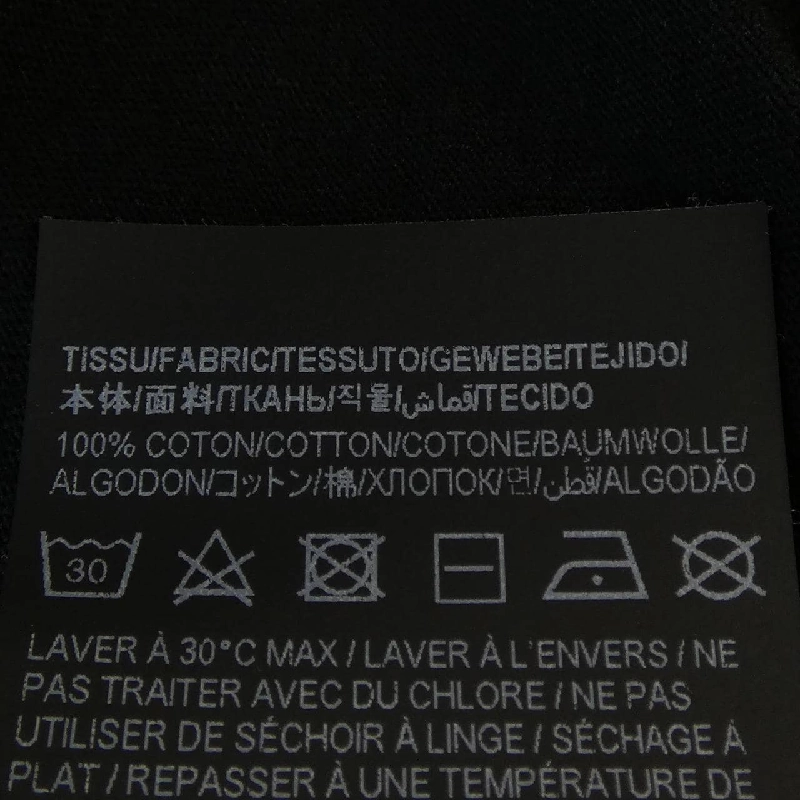 TISSU/FABRIC/TESSUTO/GEWEBE/TEJIDO/
本体/面料/ТКАНЬ/직물/قماش/TECIDO
100% COTON/COTTON/COTONE/BAUMWOLLE/
ALGODON/コットン/棉/ХЛОПОК/면/قطن/ALGODÃO
30
LAVER À 30°C MAX / LAVER À L'ENVERS / NE
PAS TRAITER AVEC DU CHLORE / NE PAS
UTILISER DE SÉCHOIR À LINGE / SÉCHAGE A
PLAT / REPASSER À UNE TEMPÉRATURE DE